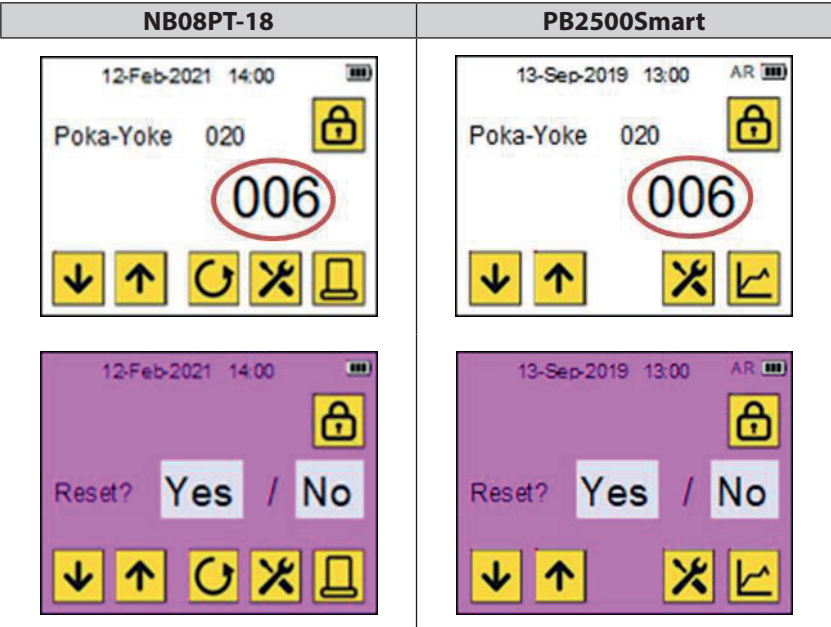 NB08PT-18 PB2500Smart
12-Feb-2021 14:00
Poka-Yoke 020
006
13-Sep-2019 13:00 AR
Poka-Yoke 020
006
12-Feb-2021 14:00
Reset? Yes / No
13-Sep-2019 13:00 AR
Reset? Yes / No